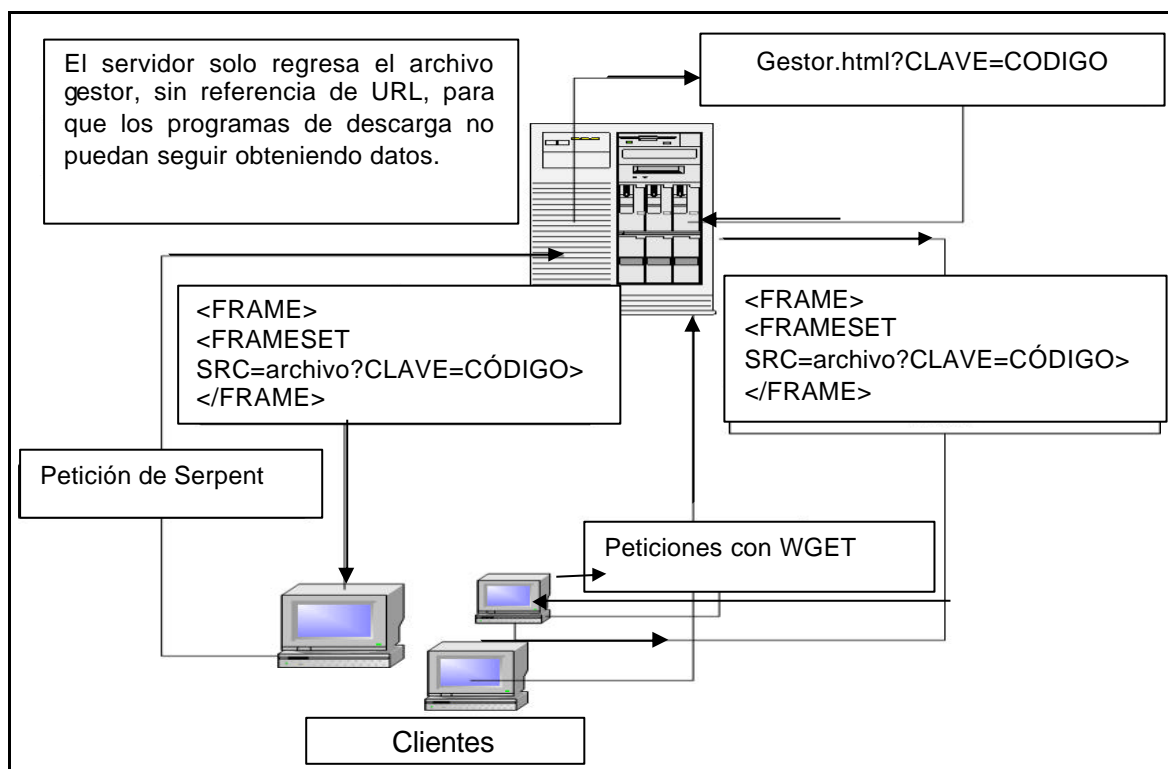 El servidor solo regresa el archivo
gestor, sin referencia de URL, para
que los programas de descarga no
puedan seguir obteniendo datos.
Gestor.html?CLAVE=CODIGO
<FRAME>
<FRAMESET
SRC=archivo?CLAVE=CÓDIGO>
</FRAME>
<FRAME>
<FRAMESET
SRC=archivo?CLAVE=CÓDIGO>
</FRAME>
Petición de Serpent
Peticiones con WGET
Clientes